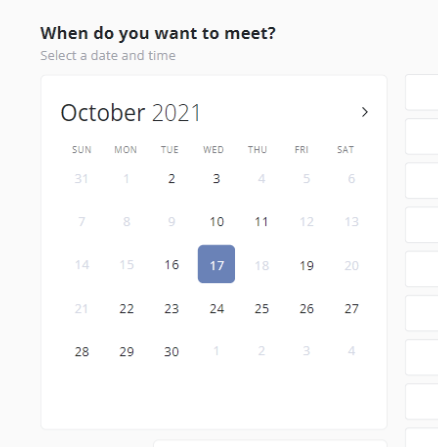 When do you want to meet?
Select a date and time
October 2021
SUN MON TUE WED THU FRI SAT
31 1 2 3 4 5 6
7 8 9 10 11 12 13
14 15 16 17 18 19 20
21 22 23 24 25 26 27
28 29 30 1 2 3 4